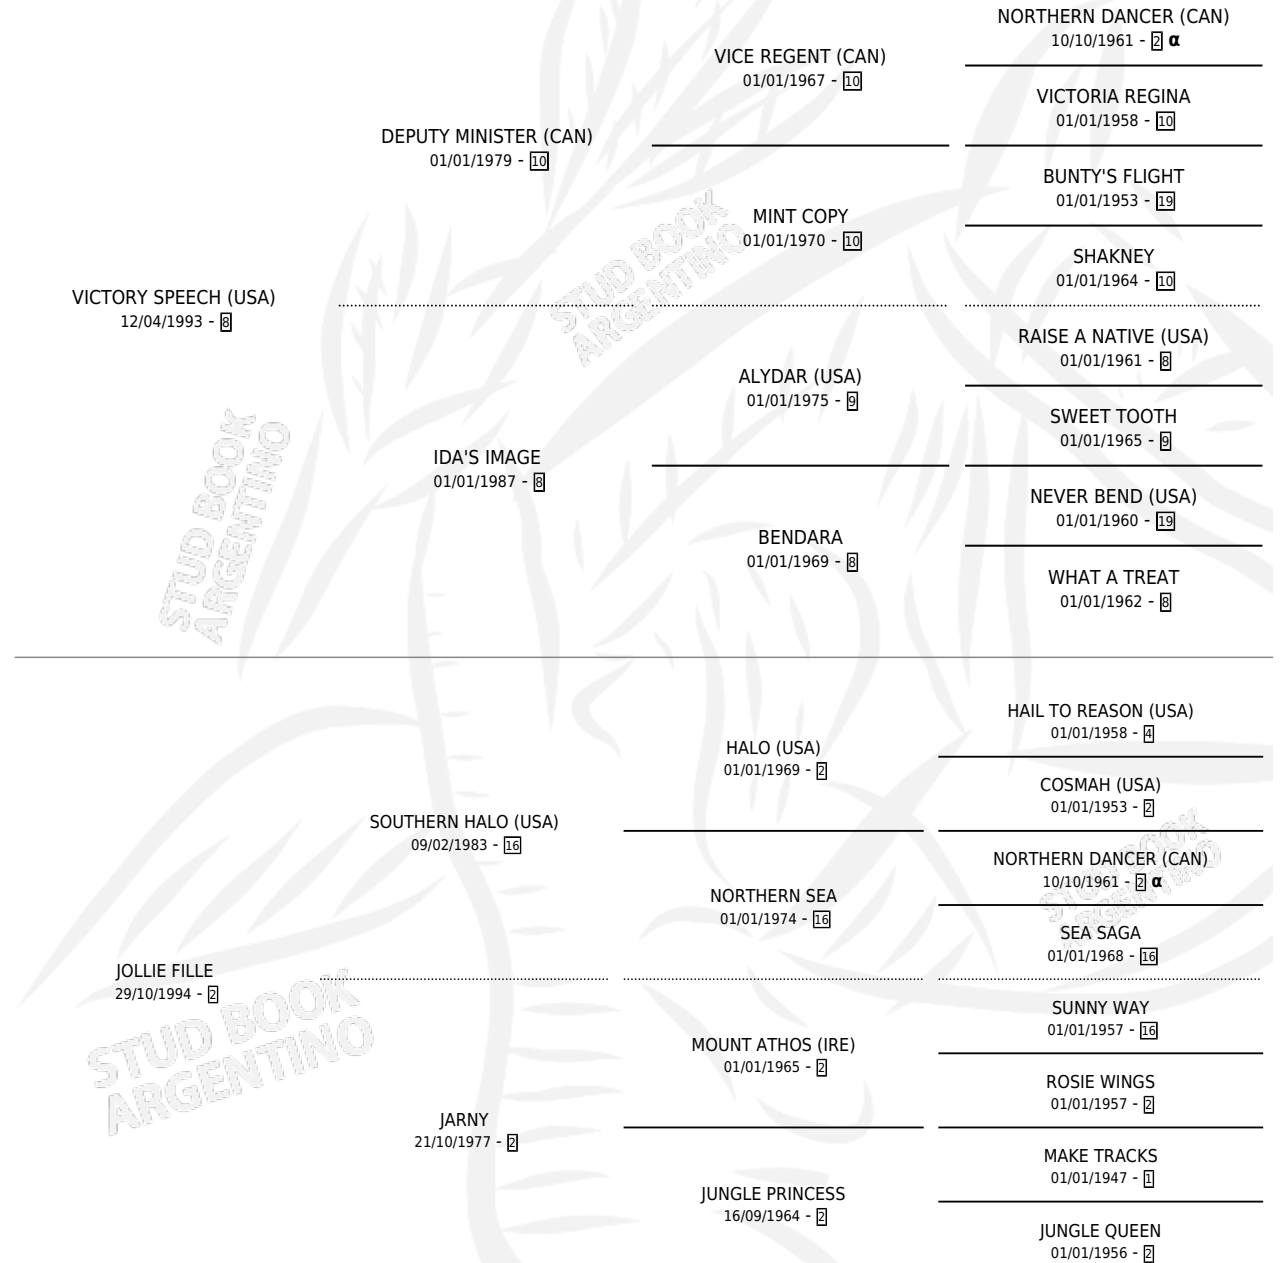 NORTHERN DANCER (CAN)
10/10/1961 - 2 α
VICE REGENT (CAN)
01/01/1967 - 10
VICTORIA REGINA
01/01/1958 - 10
DEPUTY MINISTER (CAN)
01/01/1979 - 10
BUNTY'S FLIGHT
01/01/1953 - 19
MINT COPY
01/01/1970 - 10
SHAKNEY
01/01/1964 - 10
VICTORY SPEECH (USA)
12/04/1993 - 8
RAISE A NATIVE (USA)
01/01/1961 - 8
ALYDAR (USA)
01/01/1975 - 9
SWEET TOOTH
01/01/1965 - 9
IDA'S IMAGE
01/01/1987 - 8
NEVER BEND (USA)
01/01/1960 - 19
BENDARA
01/01/1969 - 8
WHAT A TREAT
01/01/1962 - 8
HAIL TO REASON (USA)
01/01/1958 - 4
HALO (USA)
01/01/1969 - 2
COSMAH (USA)
01/01/1953 - 2
SOUTHERN HALO (USA)
09/02/1983 - 16
NORTHERN DANCER (CAN)
10/10/1961 - 2 α
NORTHERN SEA
01/01/1974 - 16
SEA SAGA
01/01/1968 - 16
JOLLIE FILLE
29/10/1994 - 2
SUNNY WAY
01/01/1957 - 16
MOUNT ATHOS (IRE)
01/01/1965 - 2
ROSIE WINGS
01/01/1957 - 2
JARNY
21/10/1977 - 2
MAKE TRACKS
01/01/1947 - 1
JUNGLE PRINCESS
16/09/1964 - 2
JUNGLE QUEEN
01/01/1956 - 2
STUD BOOK
ARGENTINO
STUD BOOK
ARGENTINO
STUD BOOK
ARGENTINO
STUD BOOK
ARGENTINO